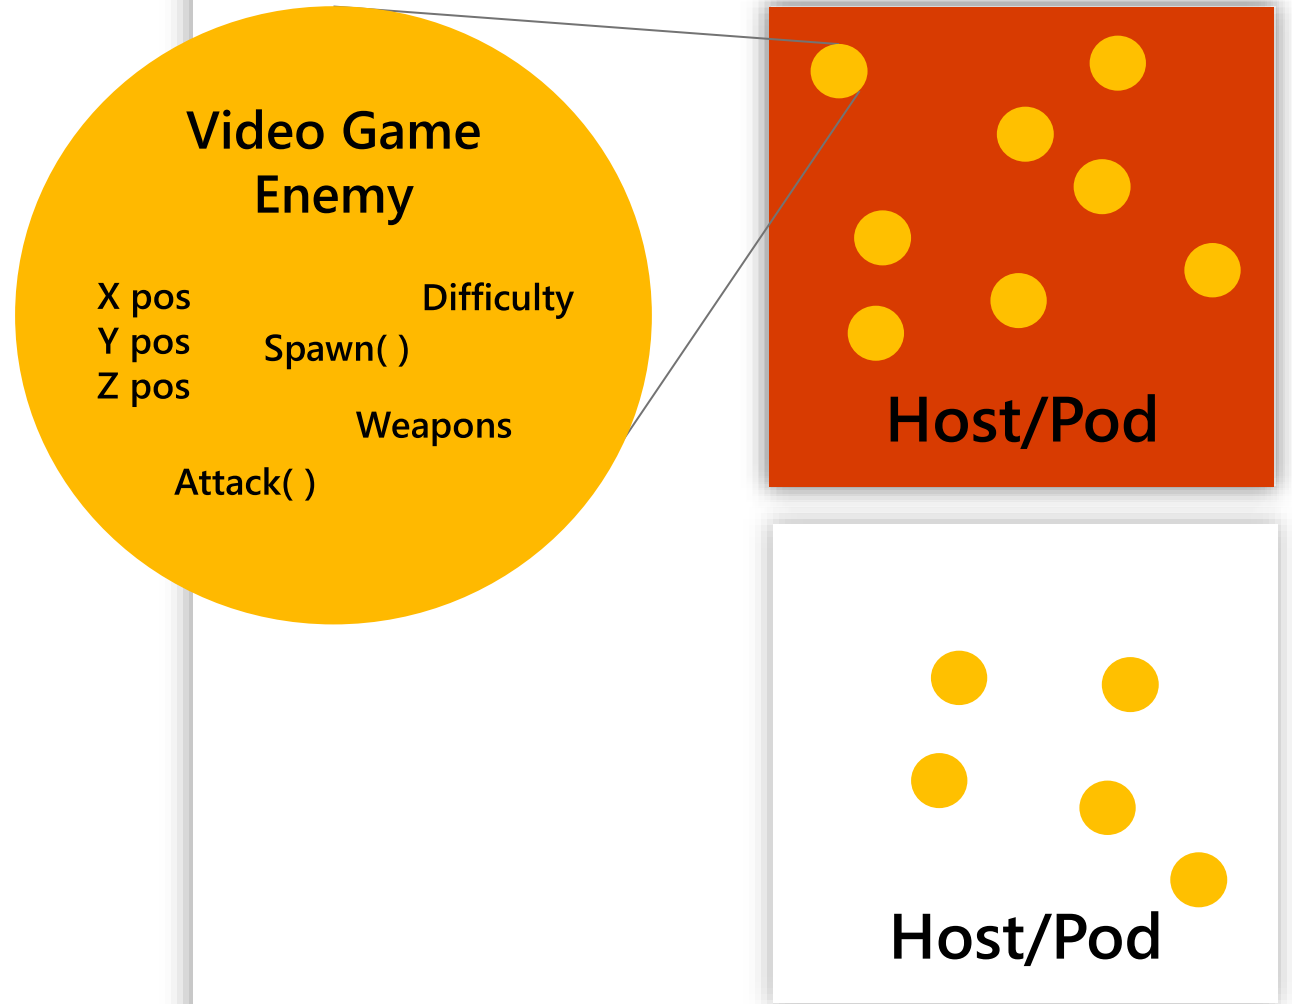 Video Game
Enemy
X pos
Y pos
Z pos
Difficulty
Spawn( )
Weapons
Attack( )
Host/Pod
Host/Pod